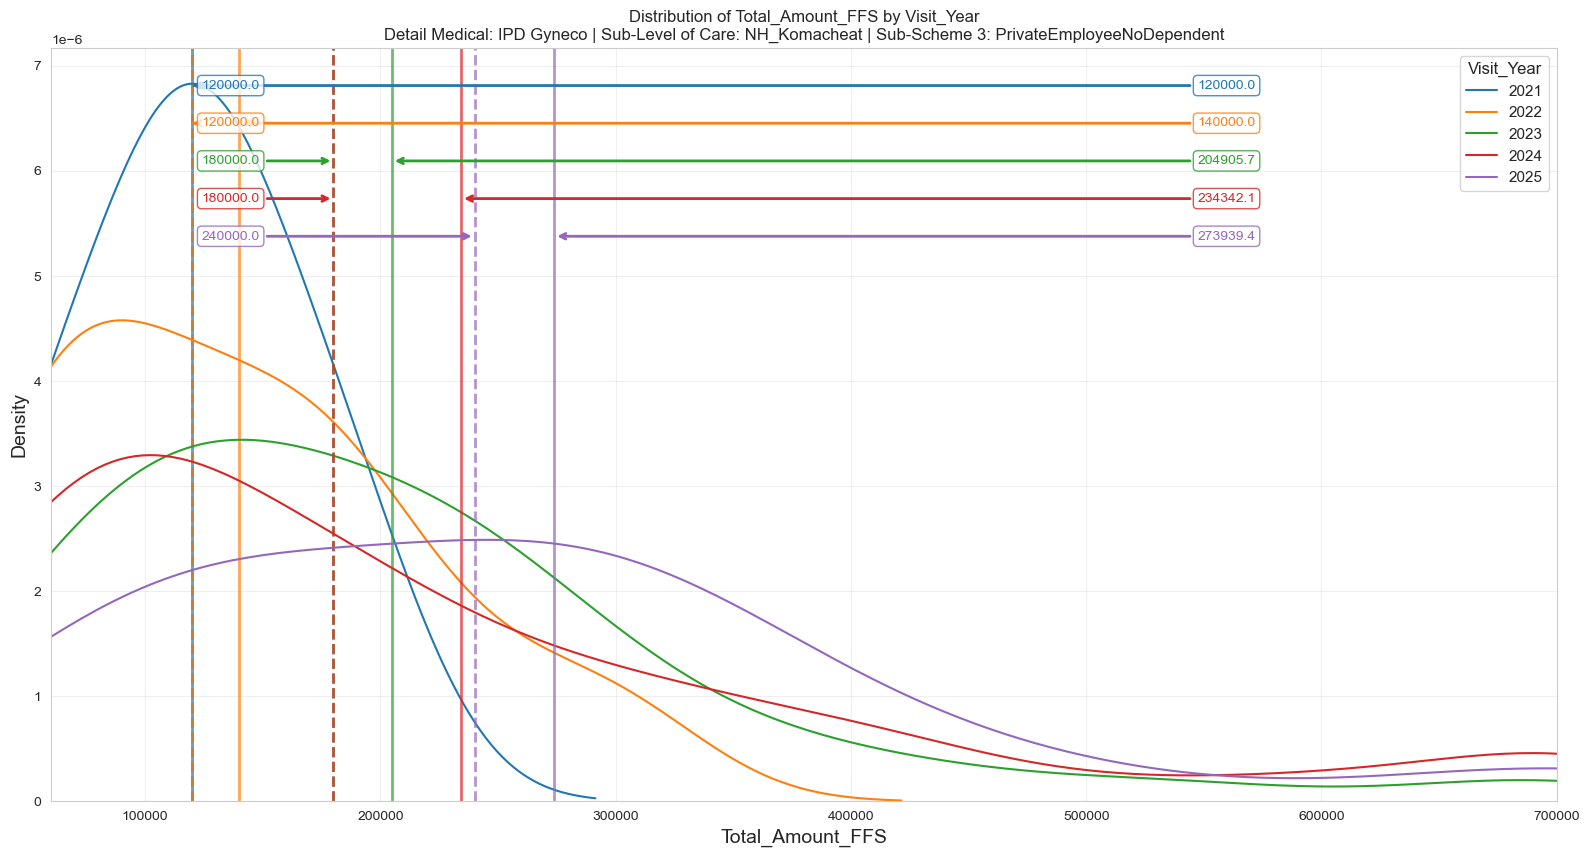 Distribution of Total_Amount_FFS by Visit_Year
Detail Medical: IPD Gyneco | Sub-Level of Care: NH_Komacheat | Sub-Scheme 3: PrivateEmployeeNoDependent
1e−6
7
6
5
4
3
2
1
0
Density
120000.0 120000.0
120000.0 140000.0
180000.0 204905.7
180000.0 234342.1
240000.0 273939.4
Visit_Year
2021
2022
2023
2024
2025
100000 200000 300000 400000 500000 600000 700000
Total_Amount_FFS